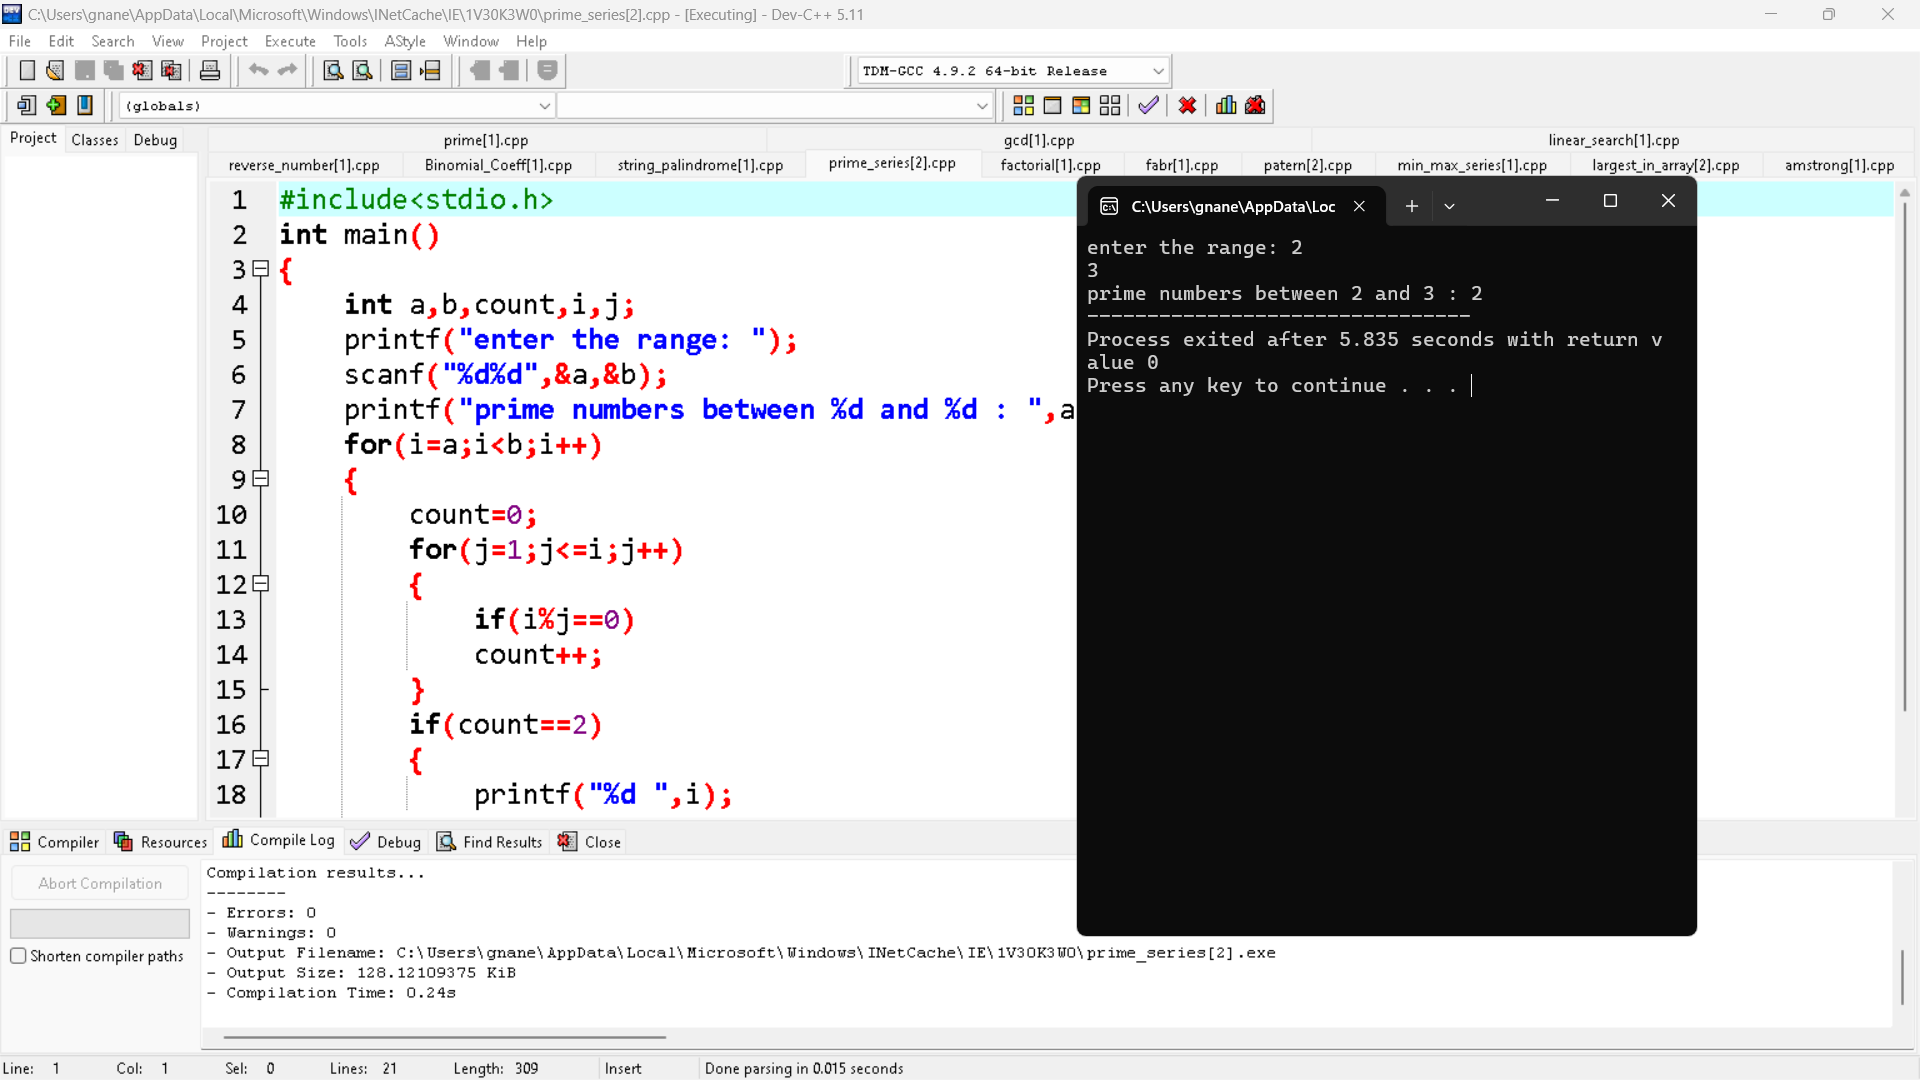 C:\Users\gnane\AppData\Local\Microsoft\Windows\INetCache\IE\1V30K3W0\prime_series[2].cpp - [Executing] - Dev-C++ 5.11
File Edit Search View Project Execute Tools AStyle Window Help
TDM-GCC 4.9.2 64-bit Release
(globals)
Project Classes Debug
prime[1].cpp gcd[1].cpp linear_search[1].cpp
reverse_number[1].cpp Binomial_Coeff[1].cpp string_palindrome[1].cpp prime_series[2].cpp factorial[1].cpp fabr[1].cpp patern[2].cpp min_max_series[1].cpp largest_in_array[2].cpp amstrong[1].cpp
1 #include<stdio.h>
2 int main()
3 {
4 int a,b,count,i,j;
5 printf("enter the range: ");
6 scanf("%d%d",&a,&b);
7 printf("prime numbers between %d and %d : ",a
8 for(i=a;i<b;i++)
9 {
10 count=0;
11 for(j=1;j<=i;j++)
12 {
13 if(i%j==0)
14 count++;
15 }
16 if(count==2)
17 {
18 printf("%d ",i);
C:\Users\gnane\AppData\Loc
enter the range: 2
3
prime numbers between 2 and 3 : 2
--------------------------------
Process exited after 5.835 seconds with return v
alue 0
Press any key to continue . . .
Compiler Resources Compile Log Debug Find Results Close
Abort Compilation
Shorten compiler paths
Compilation results...
--------
- Errors: 0
- Warnings: 0
- Output Filename: C:\Users\gnane\AppData\Local\Microsoft\Windows\INetCache\IE\1V30K3W0\prime_series[2].exe
- Output Size: 128.12109375 KiB
- Compilation Time: 0.24s
Line: 1 Col: 1 Sel: 0 Lines: 21 Length: 309 Insert Done parsing in 0.015 seconds